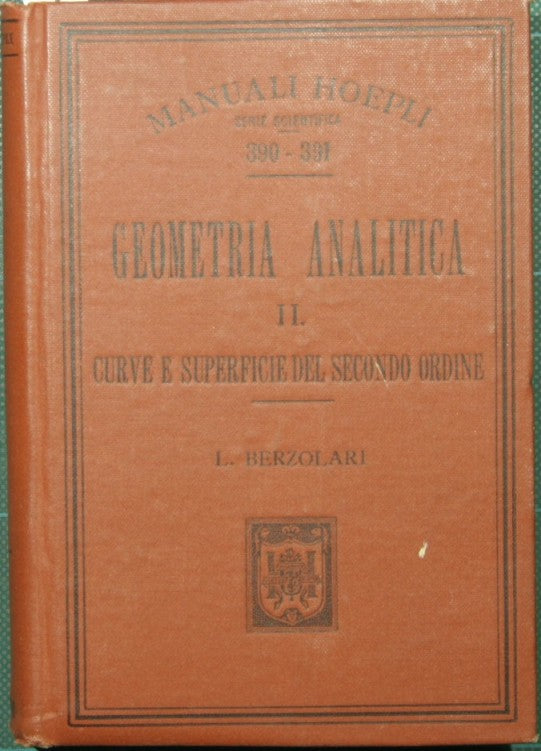 MANUALI HOEPLI
SERIE SCIENTIFICA
390-391
GEOMETRIA ANALITICA
II.
CURVE E SUPERFICIE DEL SECONDO ORDINE
L. BERZOLARI